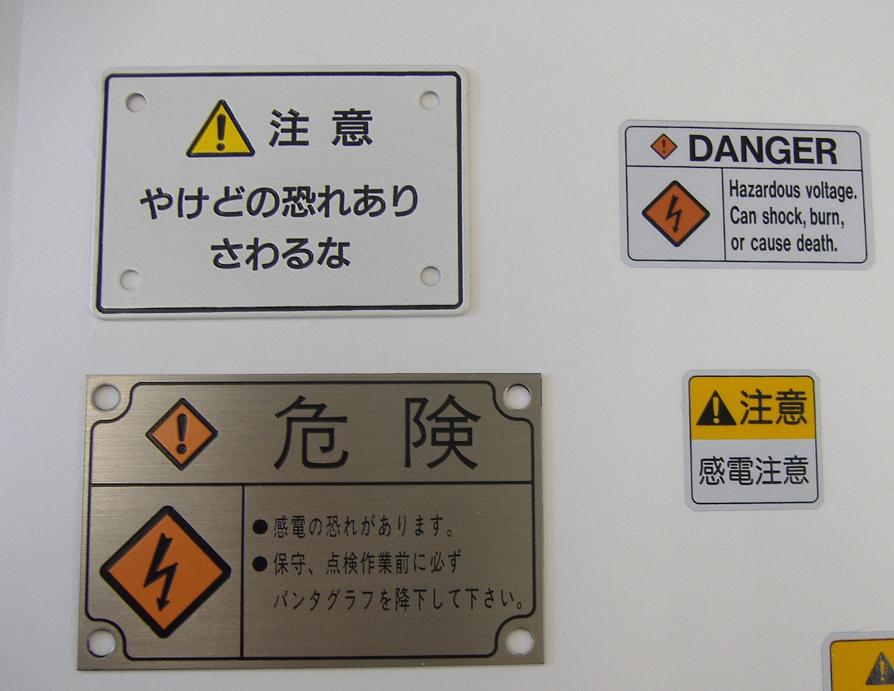 注意
やけどの恐れあり
さわるな
DANGER
Hazardous voltage.
Can shock, burn,
or cause death.
危険
●感電の恐れがあります。
●保守、点検作業前に必ず
パンタグラフを降下して下さい。
注意
感電注意